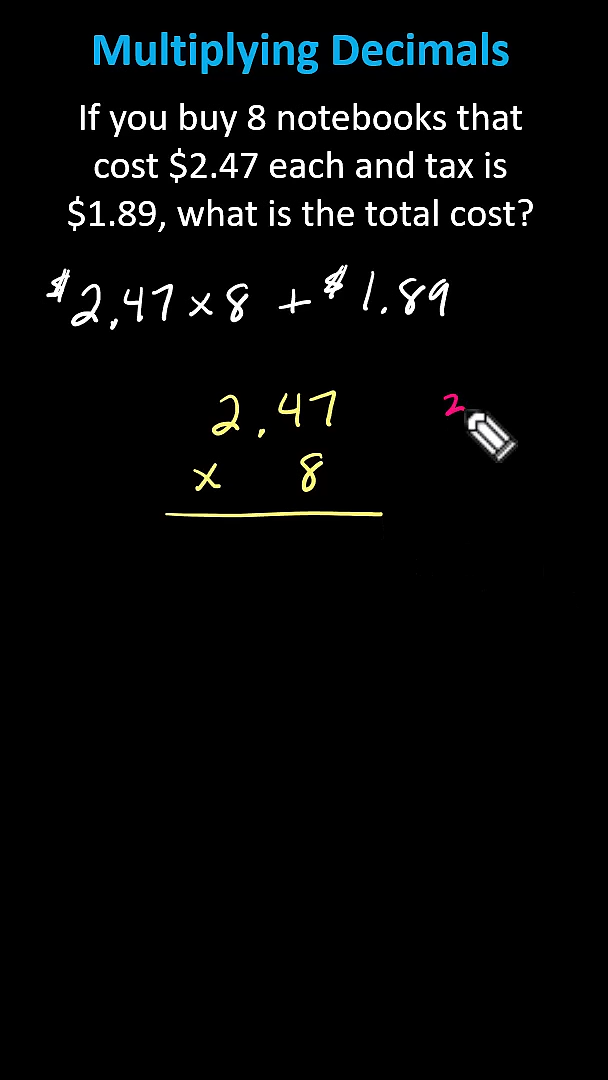 Multiplying Decimals
If you buy 8 notebooks that
cost $2.47 each and tax is
$1.89, what is the total cost?
$2.47 x 8 + $1.89
2.47
2
x 8